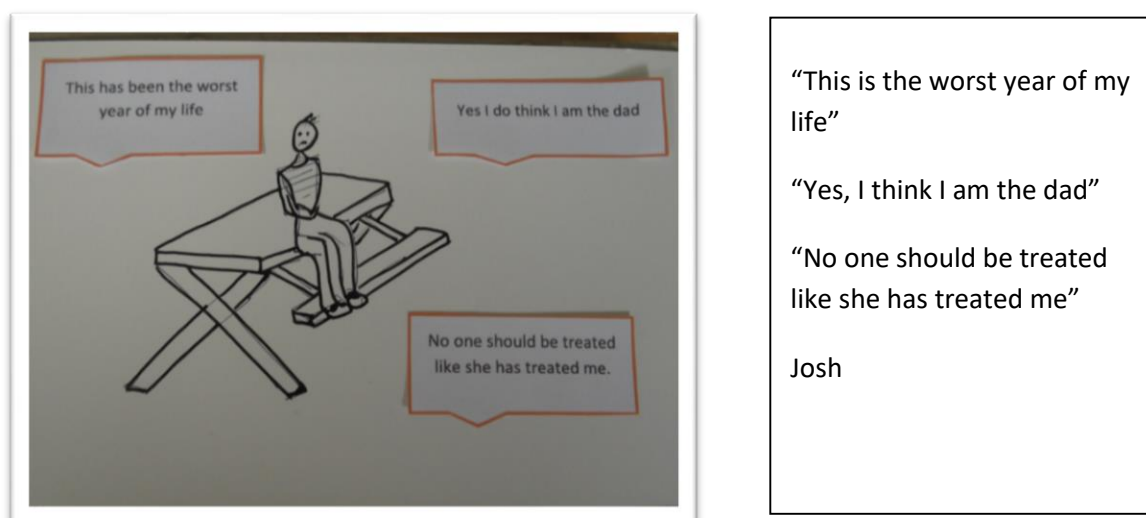 This has been the worst
year of my life
Yes I do think I am the dad
No one should be treated
like she has treated me.
“This is the worst year of my
life”
“Yes, I think I am the dad”
“No one should be treated
like she has treated me”
Josh